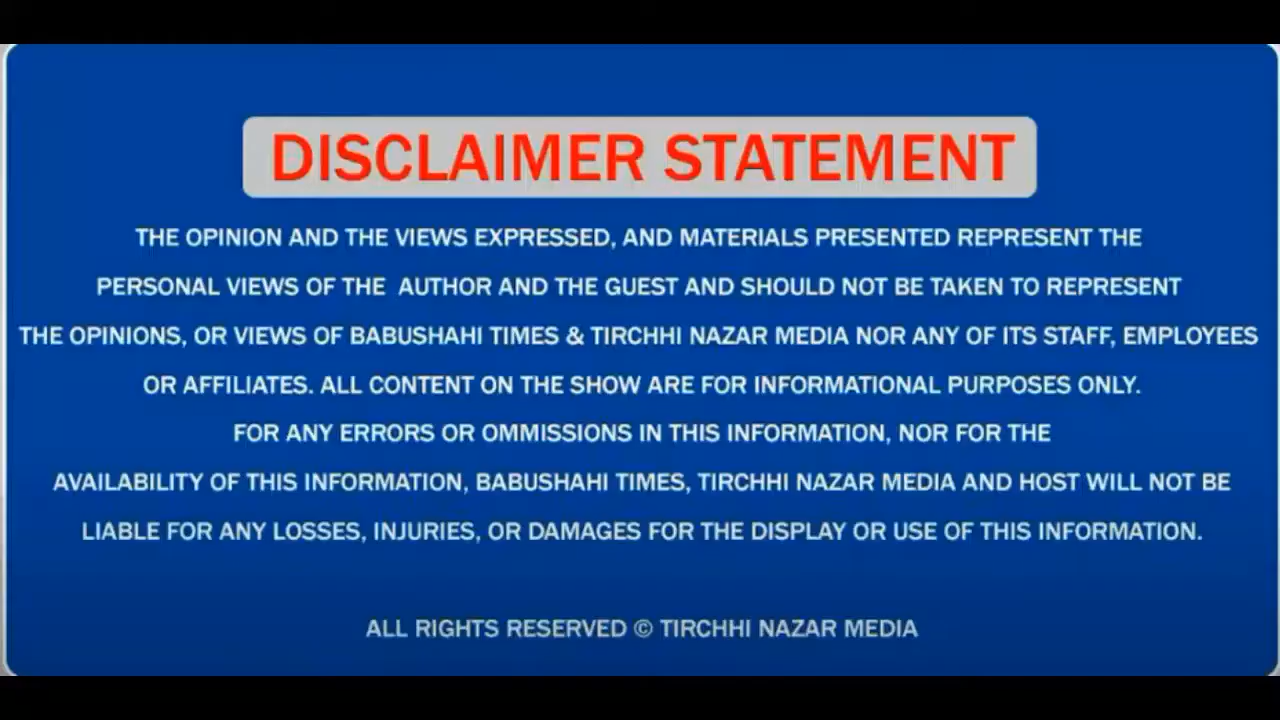 DISCLAIMER STATEMENT
THE OPINION AND THE VIEWS EXPRESSED, AND MATERIALS PRESENTED REPRESENT THE
PERSONAL VIEWS OF THE AUTHOR AND THE GUEST AND SHOULD NOT BE TAKEN TO REPRESENT
THE OPINIONS, OR VIEWS OF BABUSHAHI TIMES & TIRCHHI NAZAR MEDIA NOR ANY OF ITS STAFF, EMPLOYEES
OR AFFILIATES. ALL CONTENT ON THE SHOW ARE FOR INFORMATIONAL PURPOSES ONLY.
FOR ANY ERRORS OR OMMISSIONS IN THIS INFORMATION, NOR FOR THE
AVAILABILITY OF THIS INFORMATION, BABUSHAHI TIMES, TIRCHHI NAZAR MEDIA AND HOST WILL NOT BE
LIABLE FOR ANY LOSSES, INJURIES, OR DAMAGES FOR THE DISPLAY OR USE OF THIS INFORMATION.
ALL RIGHTS RESERVED © TIRCHHI NAZAR MEDIA